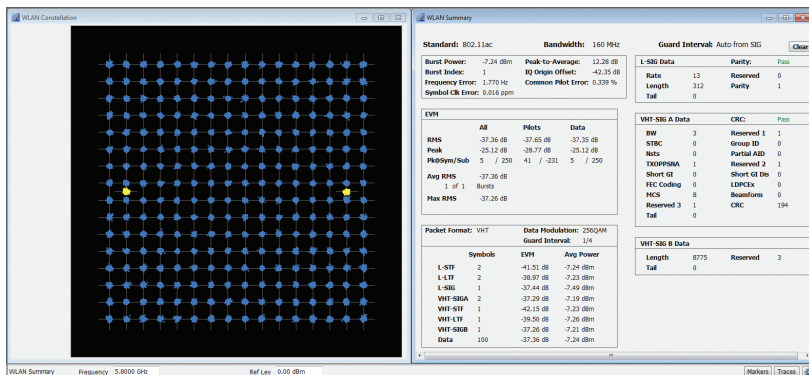 WLAN Constellation
WLAN Summary
Standard: 802.11ac Bandwidth: 160 MHz Guard Interval: Auto from SIG Clear
Burst Power: -7.24 dBm Peak-to-Average: 12.28 dB
Burst Index: 1 IQ Origin Offset: -42.35 dB
Frequency Error: 1.770 Hz Common Pilot Error: 0.339 %
Symbol Clk Error: 0.016 ppm
L-SIG Data Parity: Pass
Rate 13 Reserved 0
Length 312 Parity 1
Tail 0
EVM
All Pilots Data
RMS -37.36 dB -37.65 dB -37.35 dB
Peak -25.12 dB -28.77 dB -25.12 dB
Pk@Sym/Sub 5 / 250 41 / -231 5 / 250
Avg RMS -37.36 dB
1 of 1 Bursts
Max RMS -37.26 dB
VHT-SIG A Data CRC: Pass
BW 3 Reserved 1 1
STBC 0 Group ID 0
Nsts 0 Partial AID 0
TXOPPSNA 1 Reserved 2 1
Short GI 0 Short GI Dis 0
FEC Coding 0 LDPCEx 0
MCS 8 Beamform 0
Reserved 3 1 CRC 194
Tail 0
Packet Format: VHT Data Modulation: 256QAM
Guard Interval: 1/4
Symbols EVM Avg Power
L-STF 2 -41.51 dB -7.24 dBm
L-LTF 2 -38.97 dB -7.23 dBm
L-SIG 1 -37.44 dB -7.49 dBm
VHT-SIGA 2 -37.29 dB -7.19 dBm
VHT-STF 1 -42.15 dB -7.23 dBm
VHT-LTF 1 -39.50 dB -7.26 dBm
VHT-SIGB 1 -37.26 dB -7.21 dBm
Data 100 -37.36 dB -7.24 dBm
VHT-SIG B Data
Length 8775 Reserved 3
Tail 0
WLAN Summary Frequency 5.8000 GHz Ref Lev 0.00 dBm Markers Traces